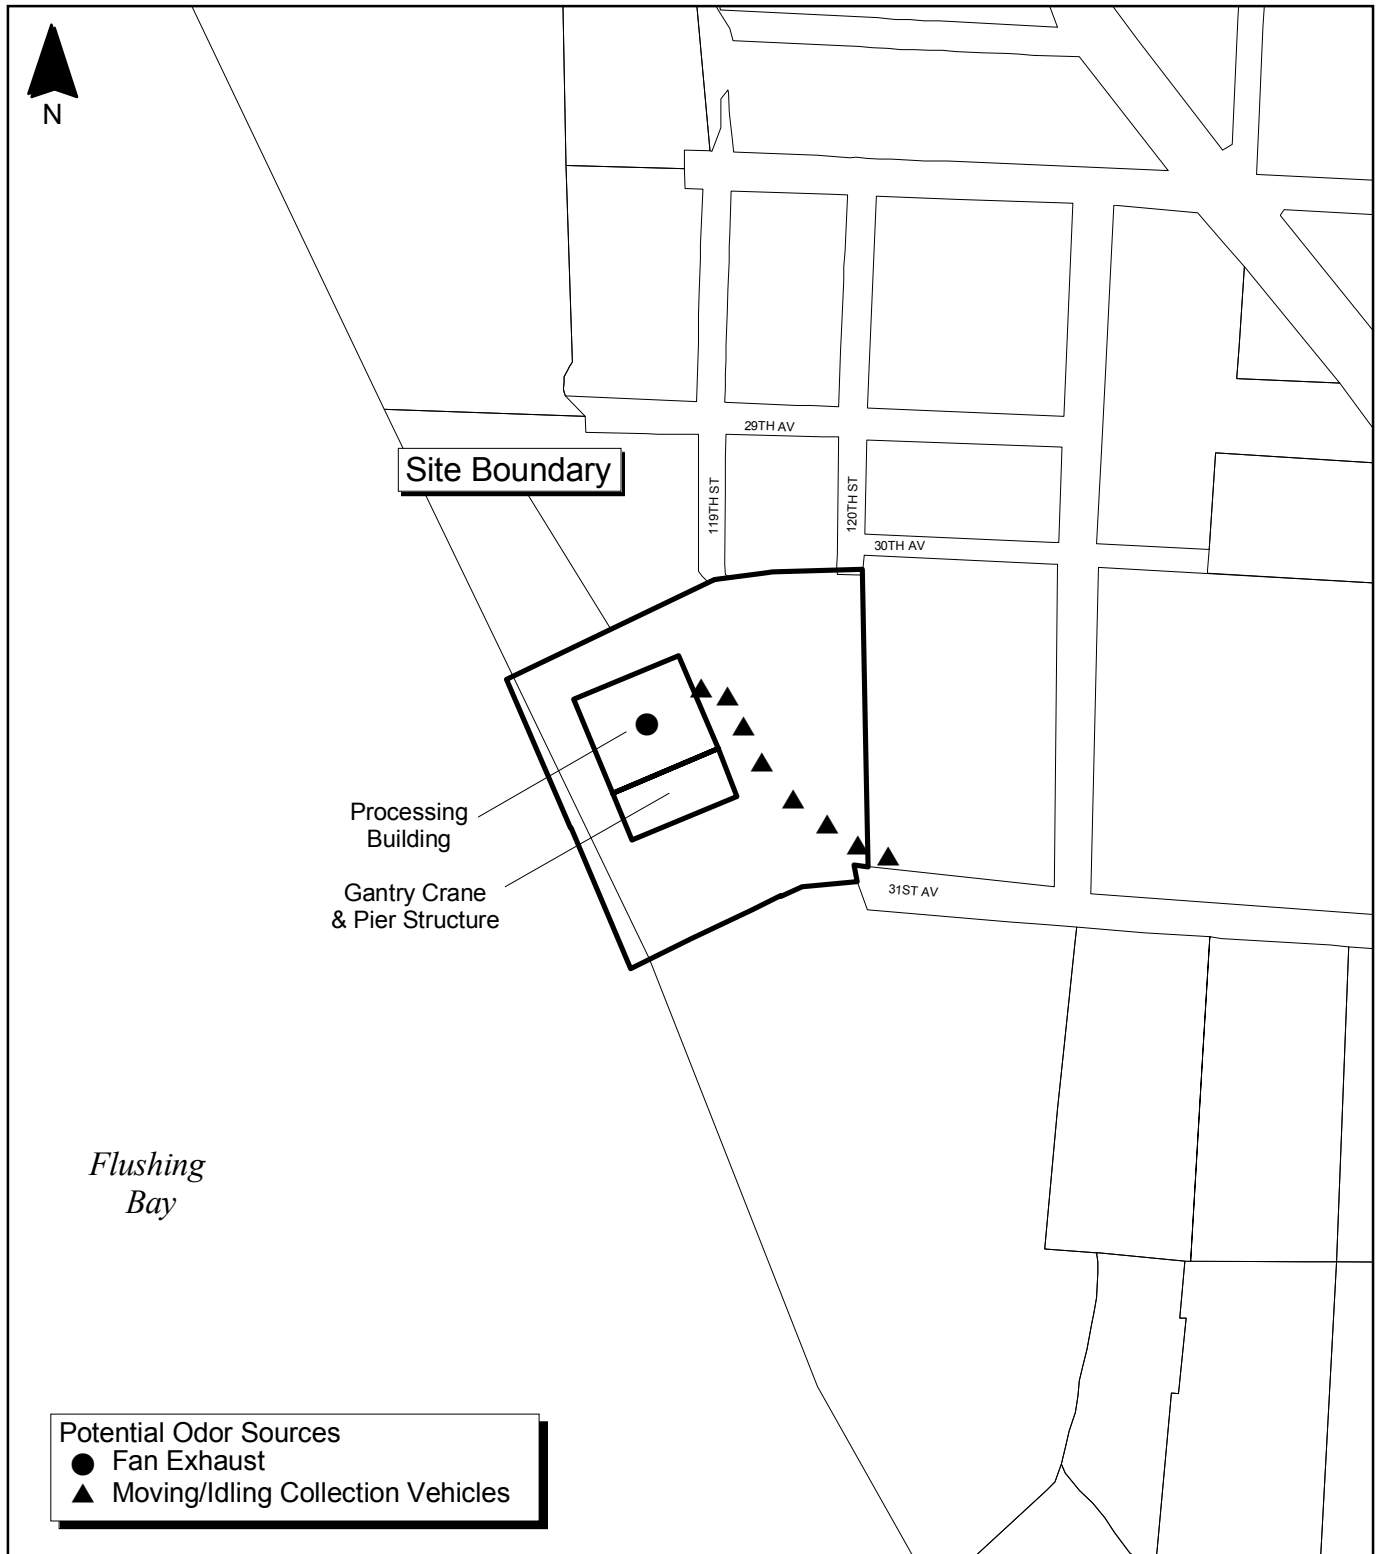 N
29TH AV
Site Boundary
119TH ST
120TH ST
30TH AV
Processing
Building
Gantry Crane
& Pier Structure
31ST AV
Flushing
Bay
Potential Odor Sources
Fan Exhaust
Moving/Idling Collection Vehicles